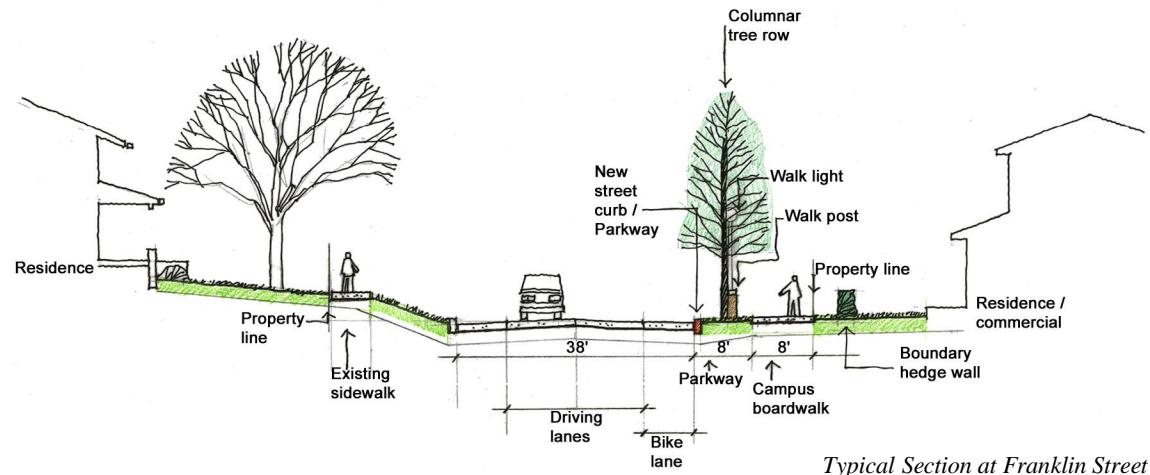 Columnar
tree row
New
street
curb /
Parkway
Walk light
Walk post
Residence
Property line
Property
line
Residence /
commercial
38'
8'
8'
Existing
sidewalk
Parkway
Campus
boardwalk
Boundary
hedge wall
Driving
lanes
Bike
lane
Typical Section at Franklin Street